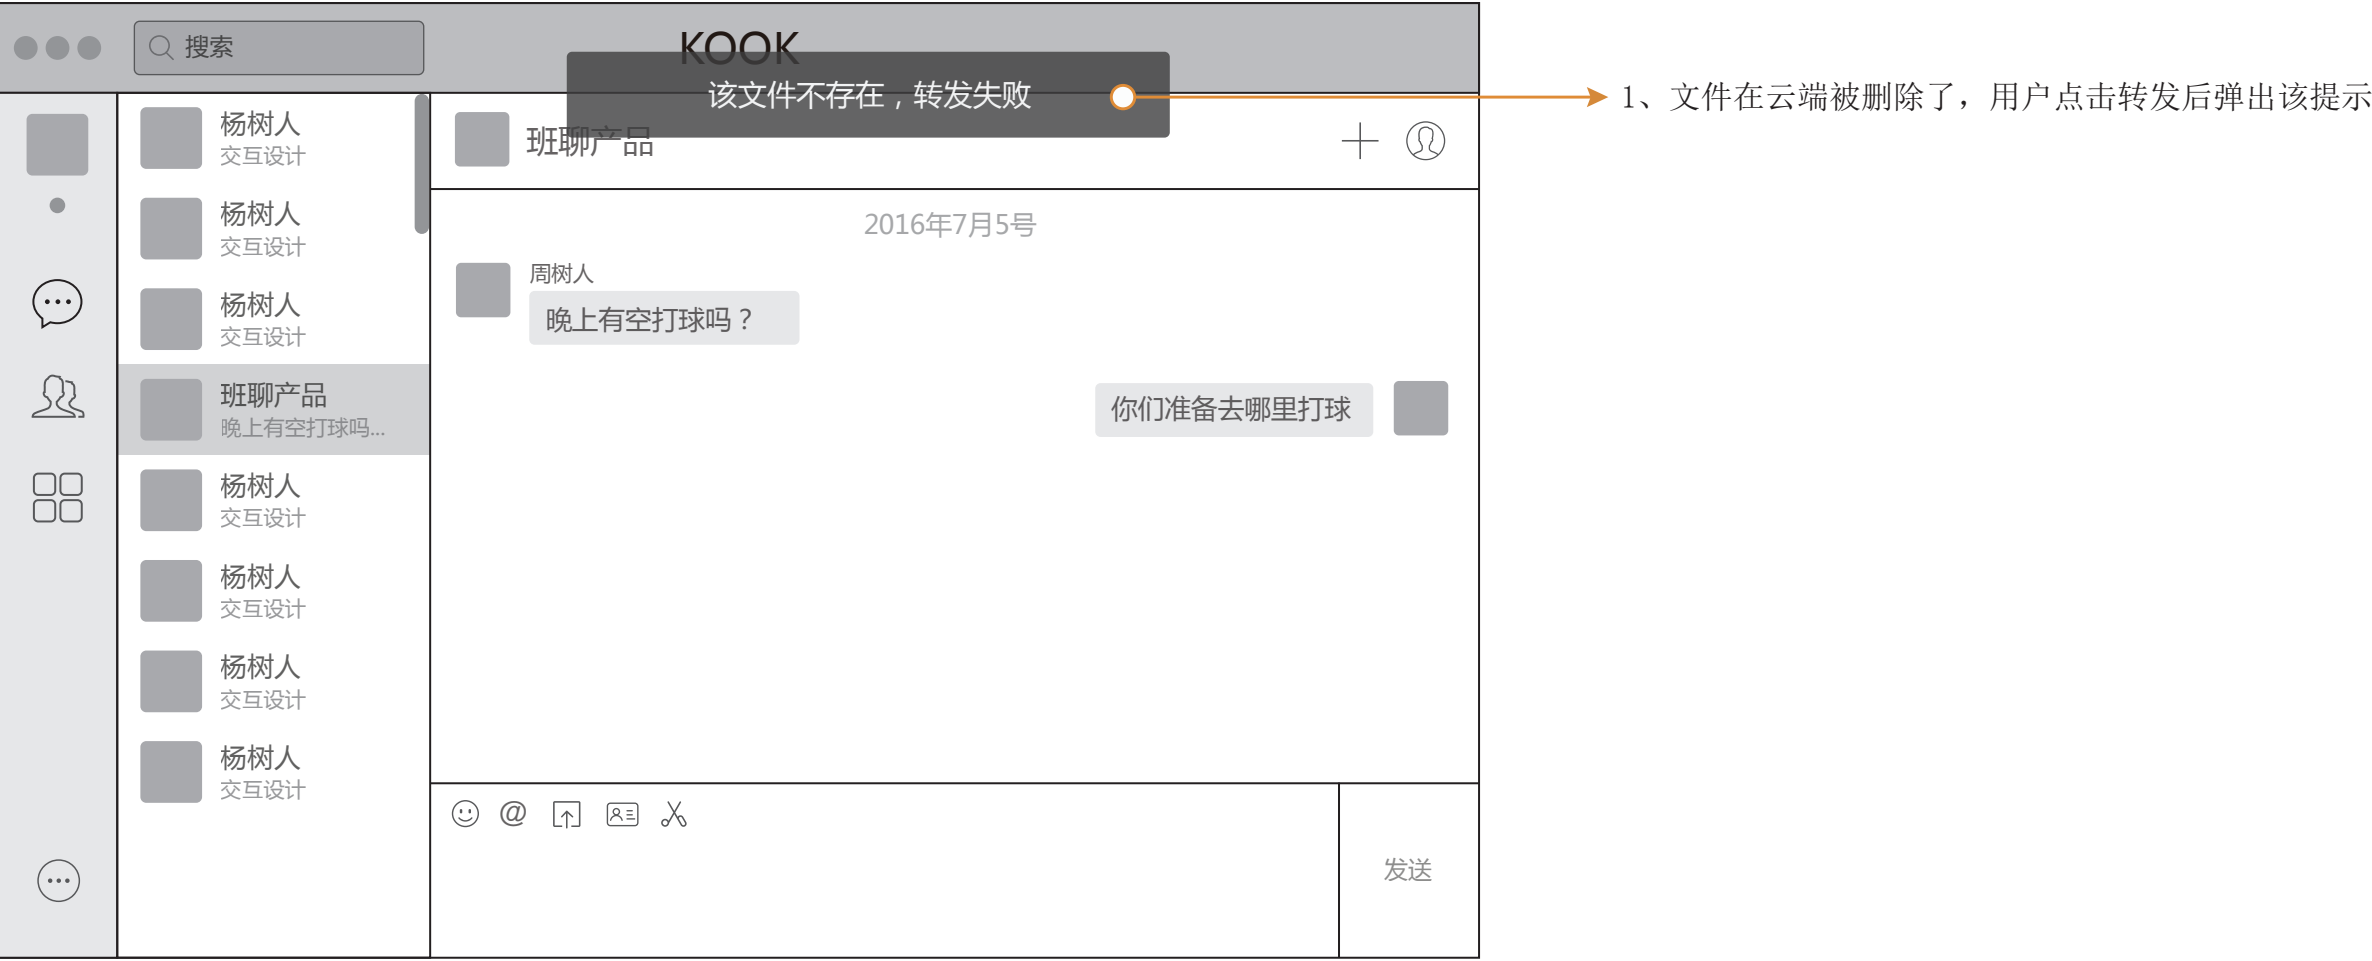 搜索
KOOK
该文件不存在，转发失败
1、文件在云端被删除了，用户点击转发后弹出该提示
杨树人
交互设计
杨树人
交互设计
杨树人
交互设计
班聊产品
晚上有空打球吗...
杨树人
交互设计
杨树人
交互设计
杨树人
交互设计
杨树人
交互设计
班聊产品
2016年7月5号
周树人
晚上有空打球吗？
你们准备去哪里打球
@
发送